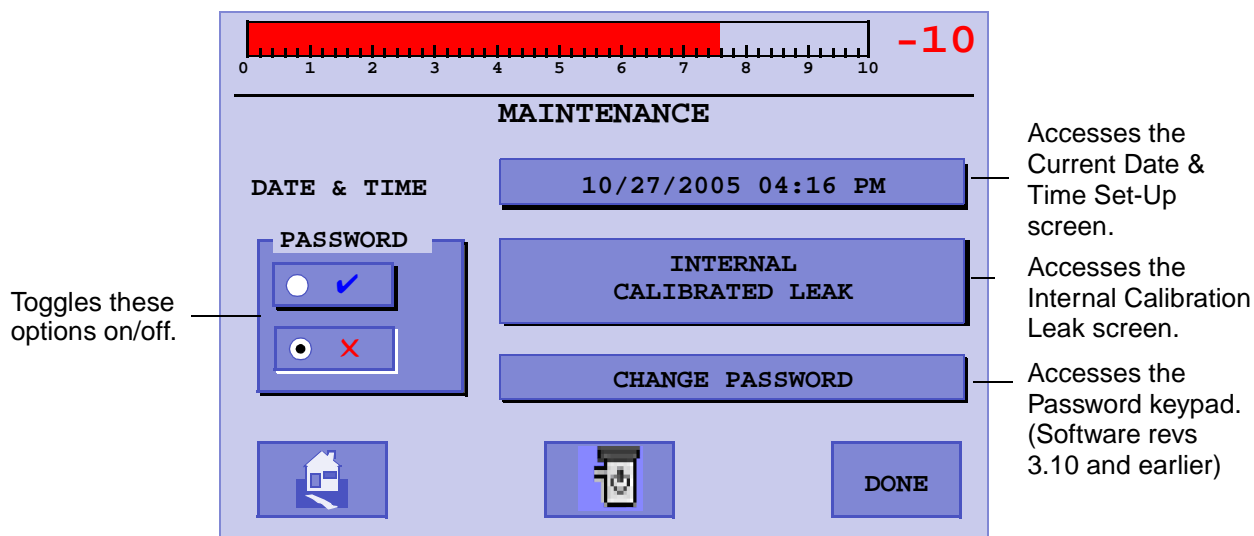 -10
0 1 2 3 4 5 6 7 8 9 10
MAINTENANCE
DATE & TIME
10/27/2005 04:16 PM
Accesses the
Current Date &
Time Set-Up
screen.
PASSWORD
✔
✗
Toggles these
options on/off.
INTERNAL
CALIBRATED LEAK
Accesses the
Internal Calibration
Leak screen.
CHANGE PASSWORD
Accesses the
Password keypad.
(Software revs
3.10 and earlier)
DONE